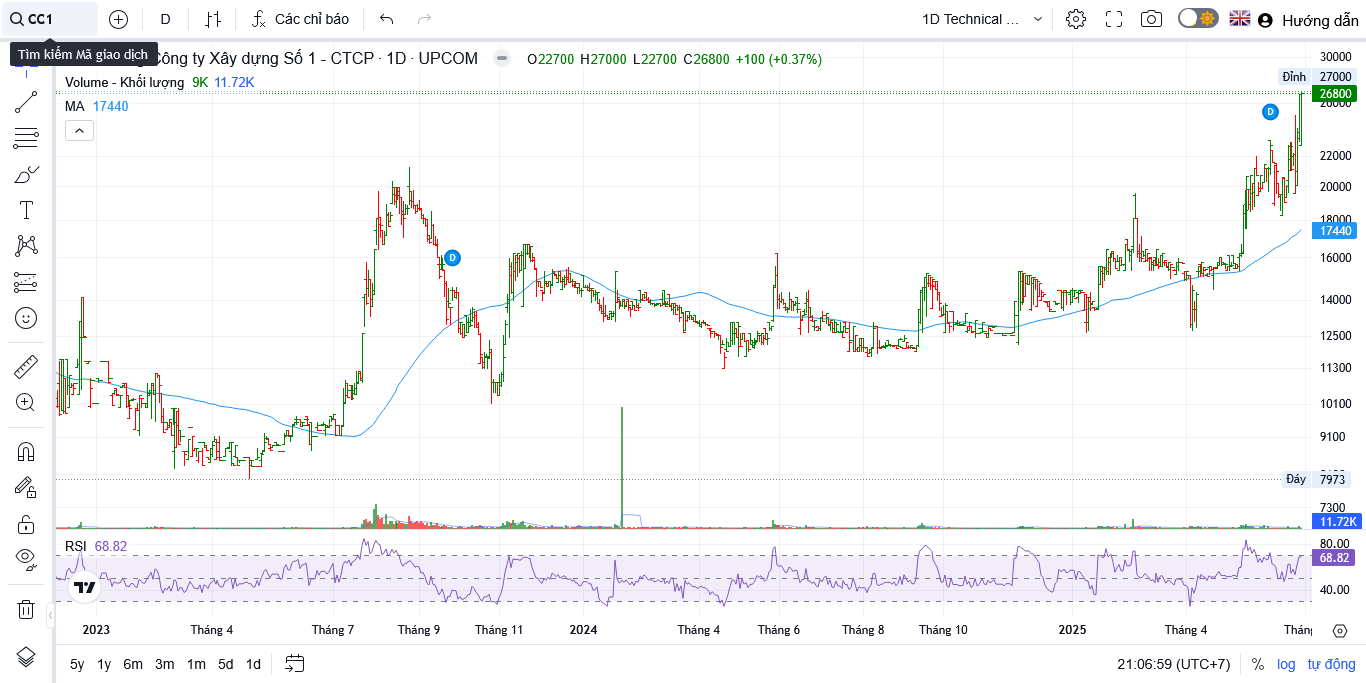 CC1
D
Các chỉ báo
1D Technical ...
Hướng dẫn
Tìm kiếm Mã giao dịch
Công ty Xây dựng Số 1 - CTCP · 1D · UPCOM
O22700 H27000 L22700 C26800 +100 (+0.37%)
Volume - Khối lượng 9K 11.72K
MA 17440
30000
Đỉnh 27000
26800
26000
D
22000
20000
18000
17440
D
16000
14000
12500
11300
10100
9100
Đáy 7973
7300
11.72K
RSI 68.82
80.00
68.82
40.00
2023 Tháng 4 Tháng 7 Tháng 9 Tháng 11 2024 Tháng 4 Tháng 6 Tháng 8 Tháng 10 2025 Tháng 4
5y 1y 6m 3m 1m 5d 1d
21:06:59 (UTC+7) % log tự động